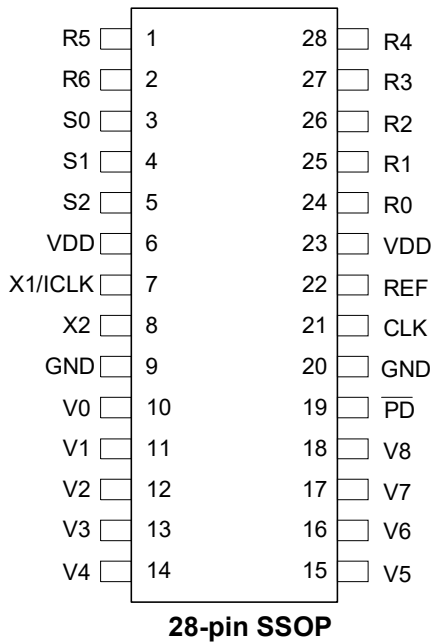 R5 1 28 R4
R6 2 27 R3
S0 3 26 R2
S1 4 25 R1
S2 5 24 R0
VDD 6 23 VDD
X1/ICLK 7 22 REF
X2 8 21 CLK
GND 9 20 GND
V0 10 19 P̅D̅
V1 11 18 V8
V2 12 17 V7
V3 13 16 V6
V4 14 15 V5
28-pin SSOP